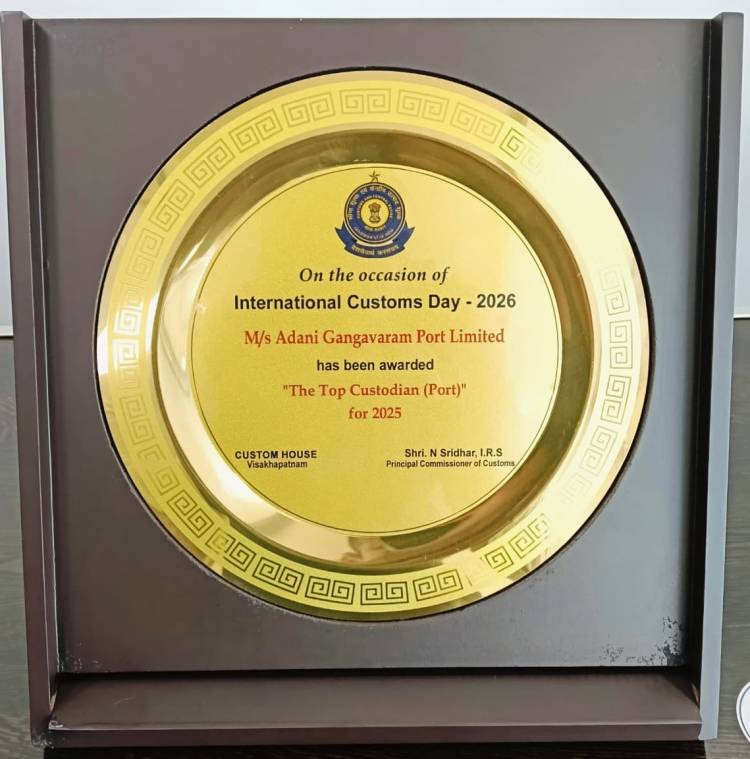 On the occasion of
International Customs Day - 2026
M/s Adani Gangavaram Port Limited
has been awarded
"The Top Custodian (Port)"
for 2025
CUSTOM HOUSE
Visakhapatnam
Shri. N Sridhar, I.R.S
Principal Commissioner of Customs